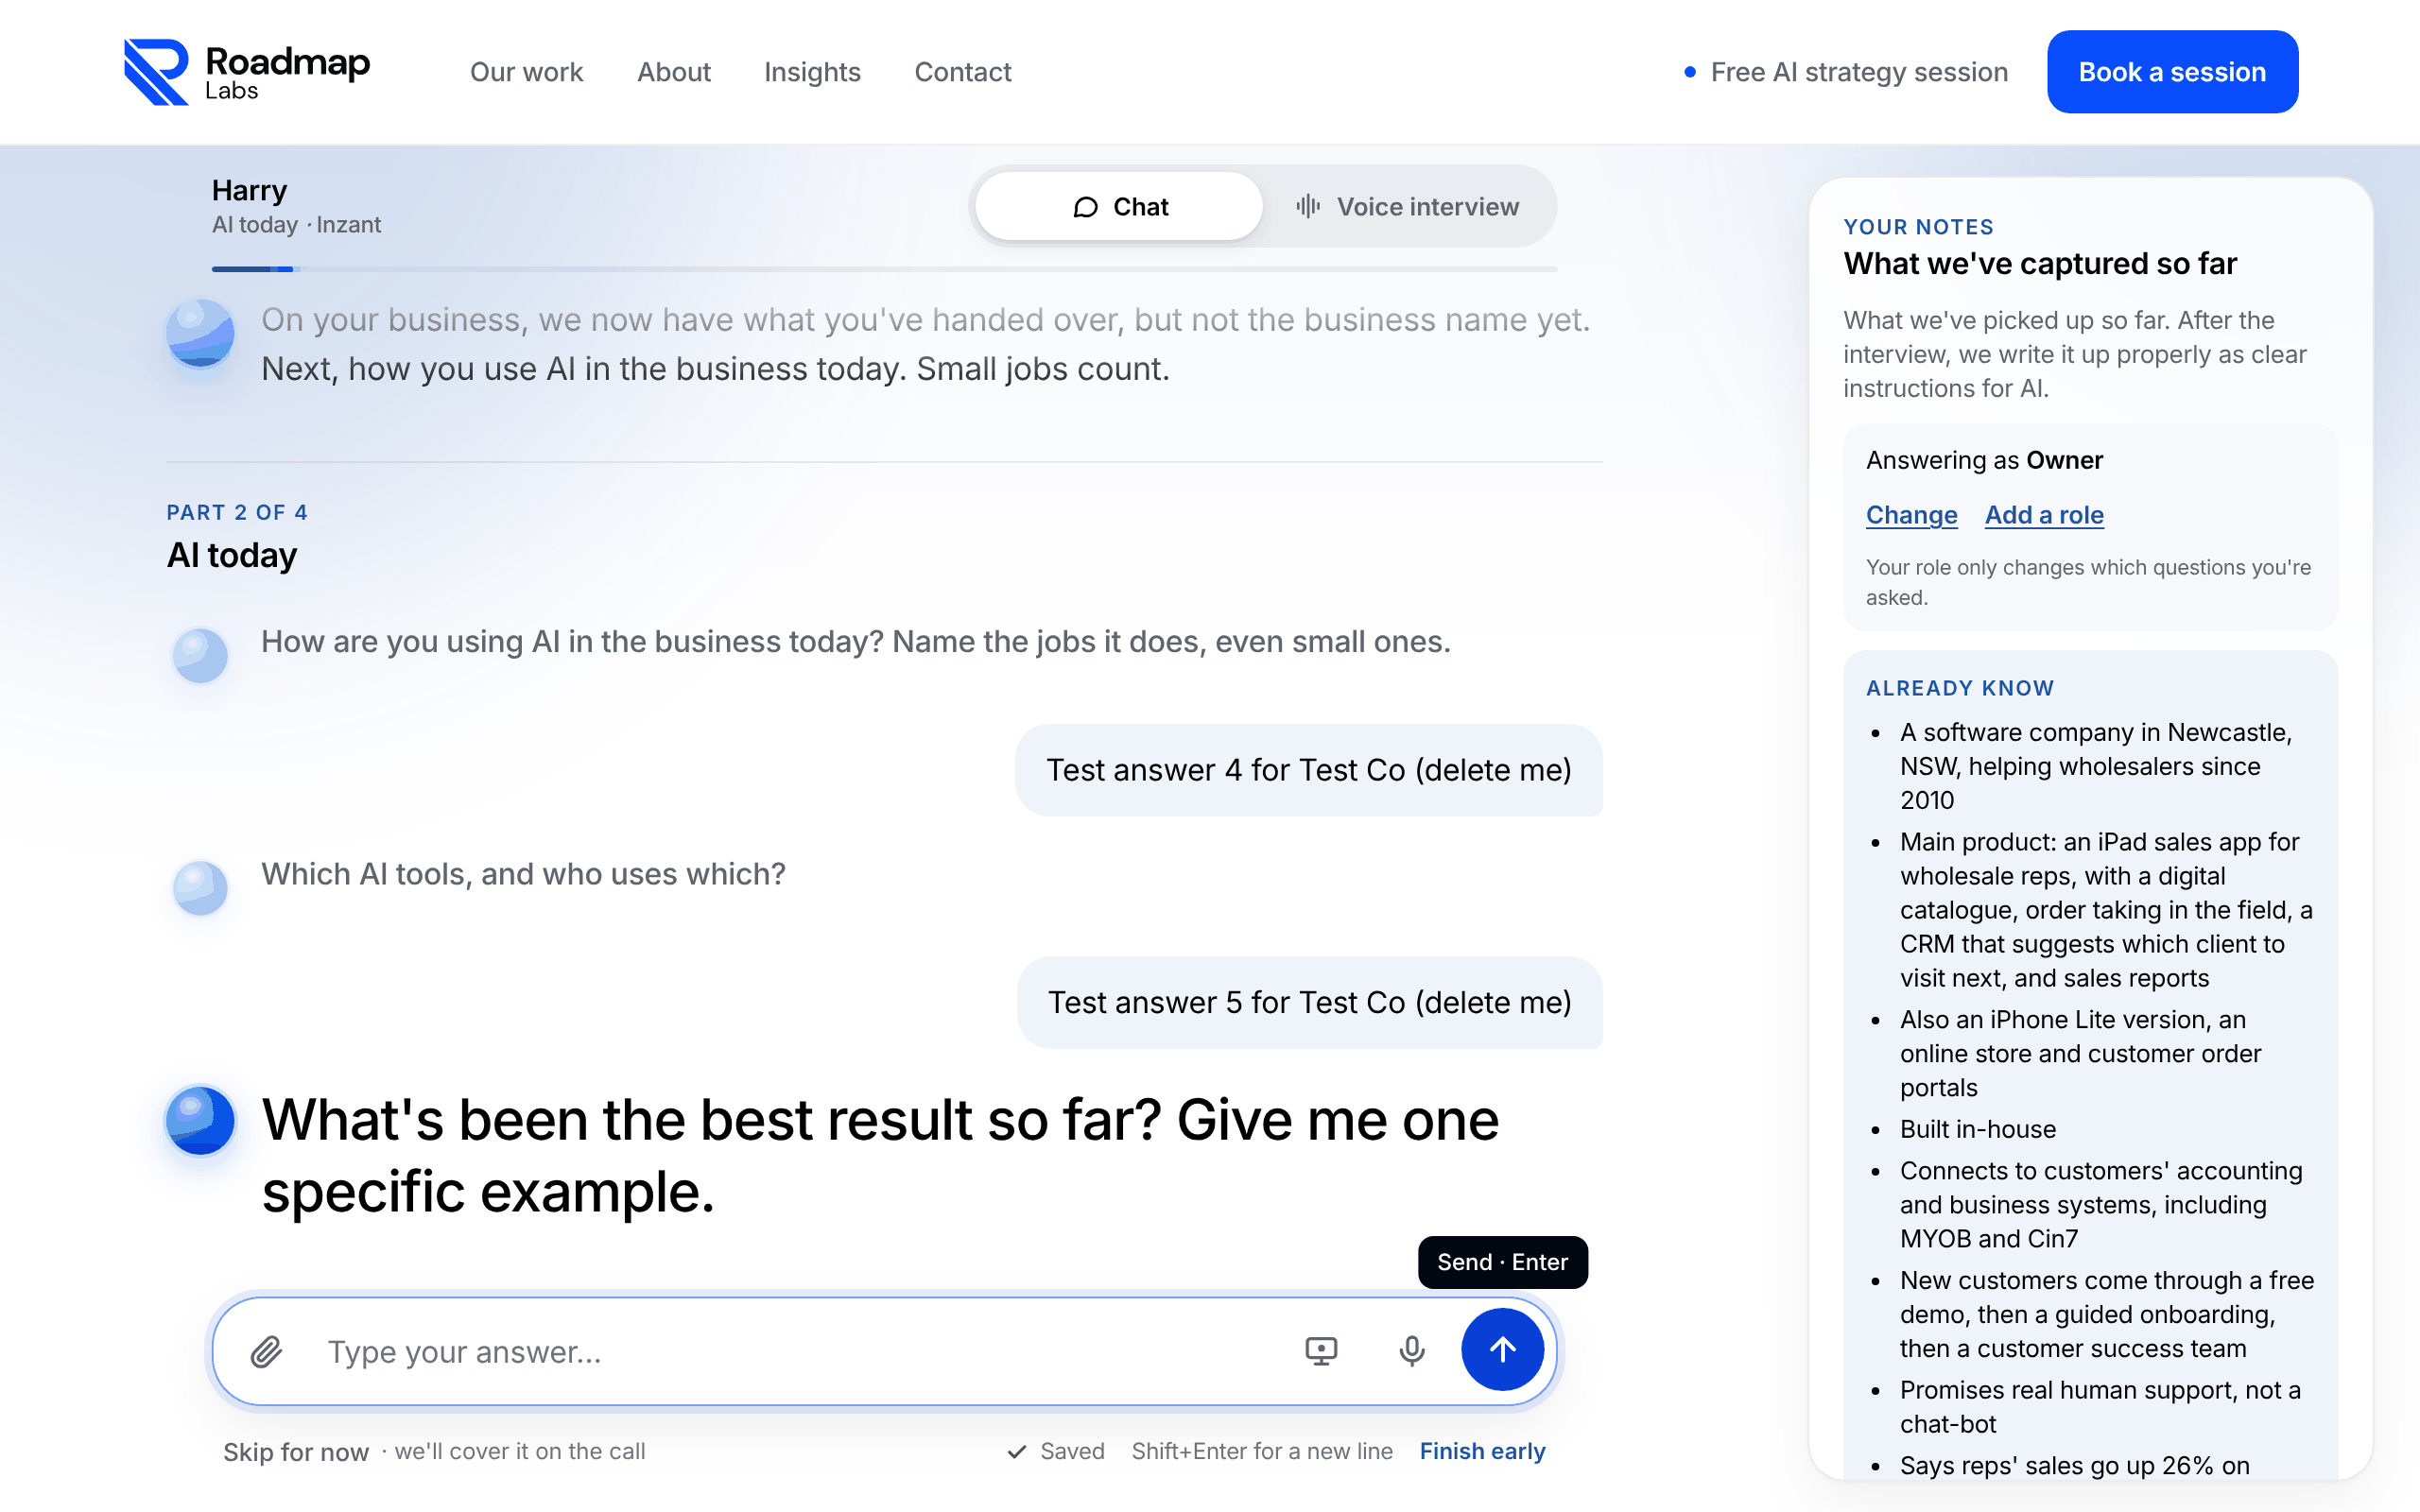 Roadmap
Labs
Our work
About
Insights
Contact
Free AI strategy session
Book a session
Harry
AI today · Inzant
Chat
Voice interview
On your business, we now have what you've handed over, but not the business name yet.
Next, how you use AI in the business today. Small jobs count.
PART 2 OF 4
AI today
How are you using AI in the business today? Name the jobs it does, even small ones.
Test answer 4 for Test Co (delete me)
Which AI tools, and who uses which?
Test answer 5 for Test Co (delete me)
What's been the best result so far? Give me one
specific example.
Send · Enter
Type your answer...
Skip for now · we'll cover it on the call
Saved
Shift+Enter for a new line
Finish early
YOUR NOTES
What we've captured so far
What we've picked up so far. After the
interview, we write it up properly as clear
instructions for AI.
Answering as Owner
Change
Add a role
Your role only changes which questions you're
asked.
ALREADY KNOW
• A software company in Newcastle,
NSW, helping wholesalers since
2010
• Main product: an iPad sales app for
wholesale reps, with a digital
catalogue, order taking in the field, a
CRM that suggests which client to
visit next, and sales reports
• Also an iPhone Lite version, an
online store and customer order
portals
• Built in-house
• Connects to customers' accounting
and business systems, including
MYOB and Cin7
• New customers come through a free
demo, then a guided onboarding,
then a customer success team
• Promises real human support, not a
chat-bot
• Says reps' sales go up 26% on